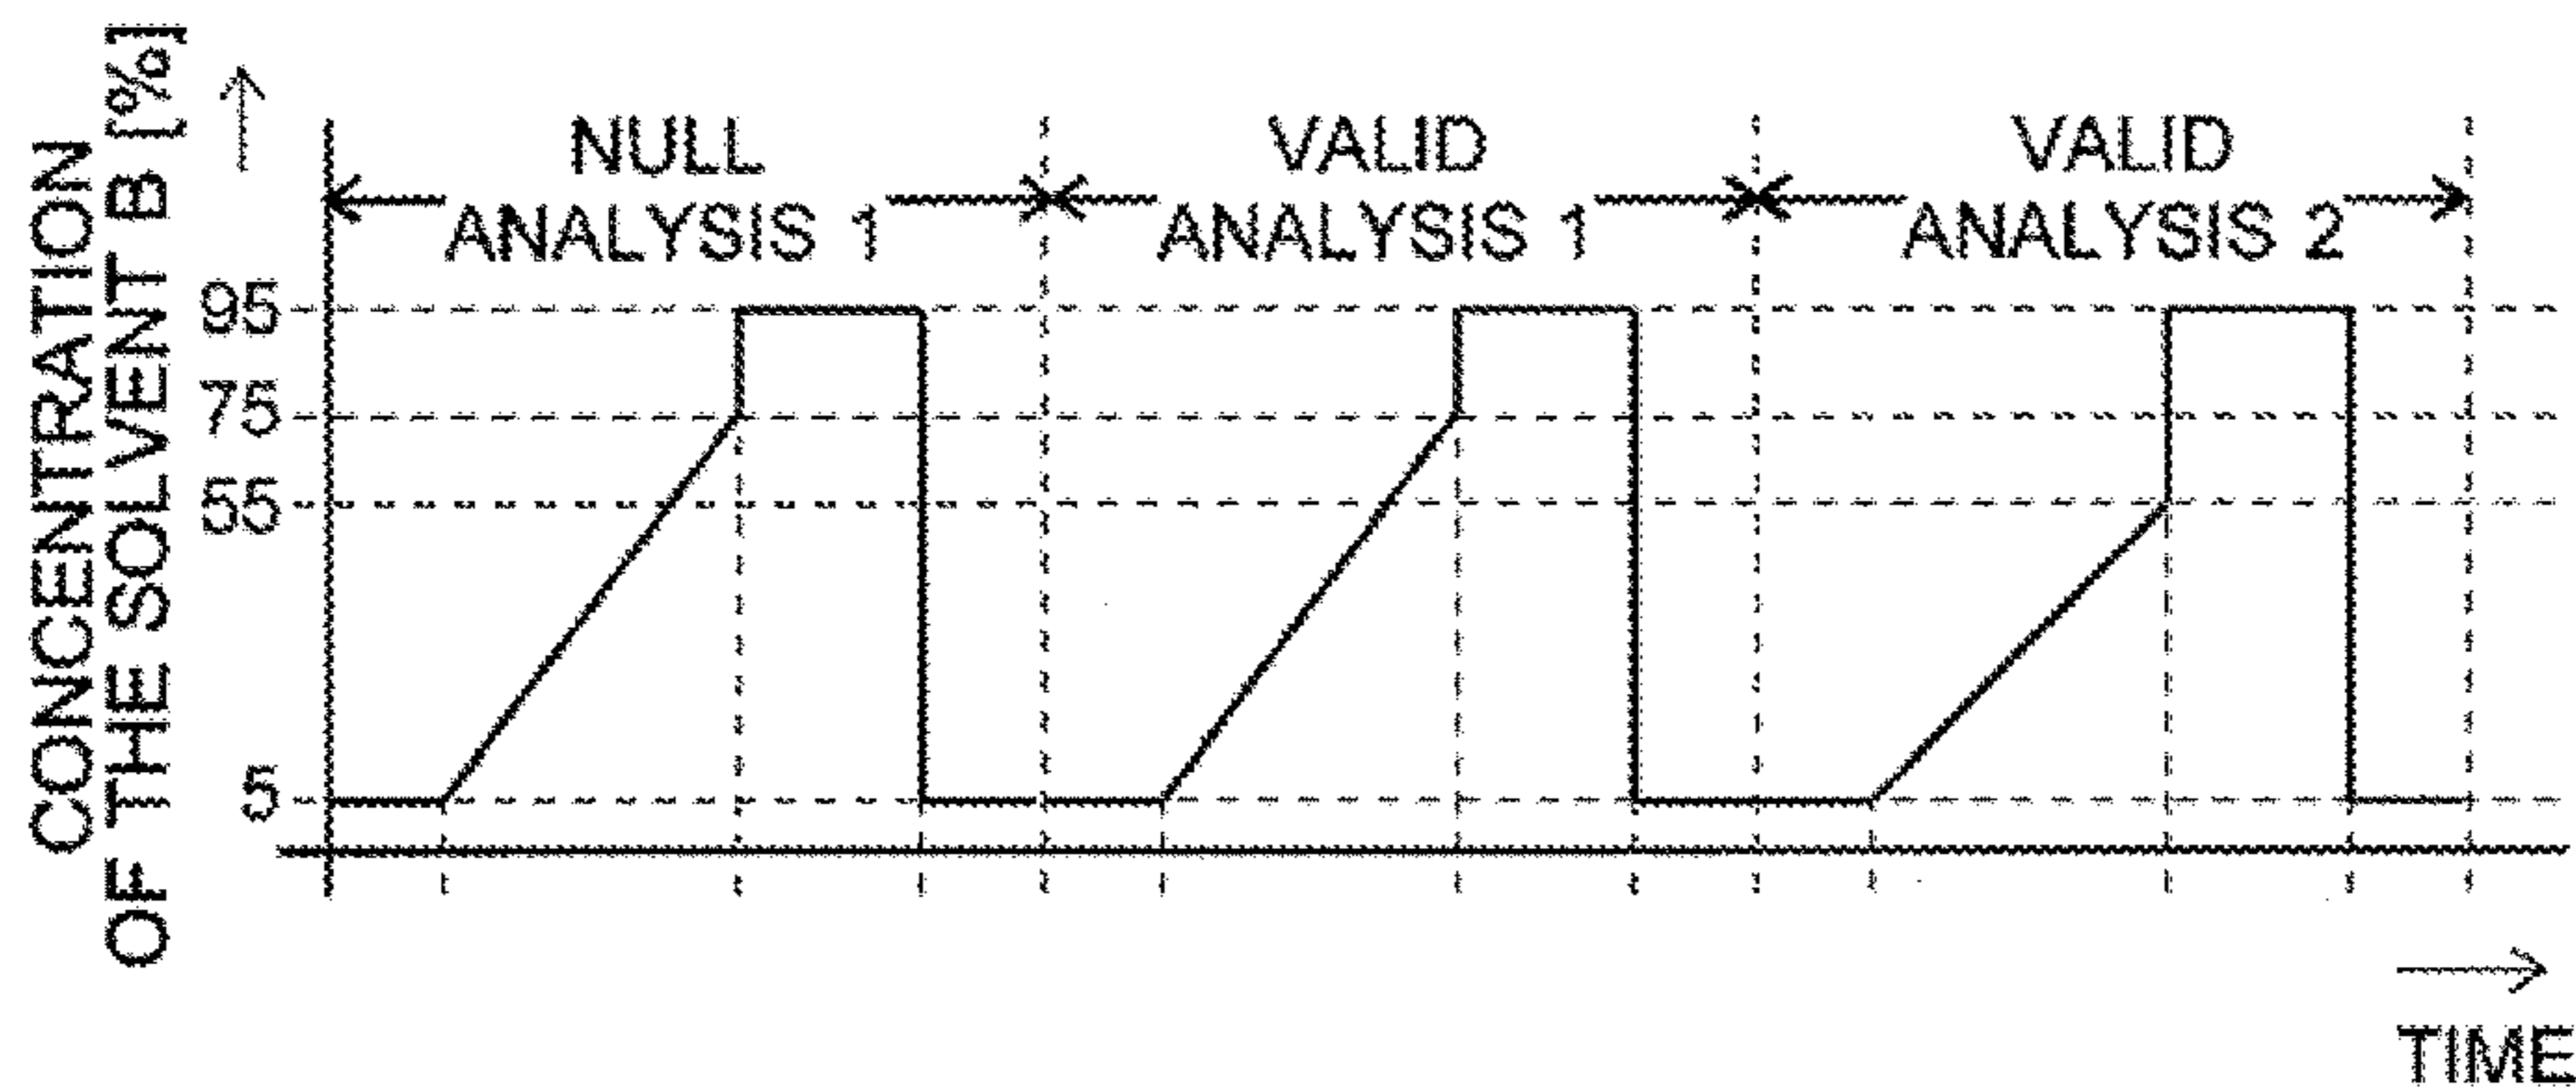 CONCENTRATION
OF THE SOLVENT B [%]
NULL
ANALYSIS 1
VALID
ANALYSIS 1
VALID
ANALYSIS 2
95
75
55
5
TIME